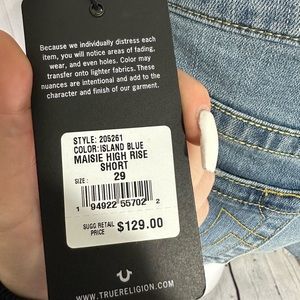 Because we individually distress each
item, you will notice areas of fading,
wear, and even holes. Color may
transfer onto lighter fabrics. These
nuances are intentional and add to the
character and finish of our garment.
STYLE: 205261
COLOR:ISLAND BLUE
MAISIE HIGH RISE
SHORT
SIZE:
29
1 94922 55702 2
SUGG RETAIL
PRICE $129.00
WWW.TRUERELIGION.COM